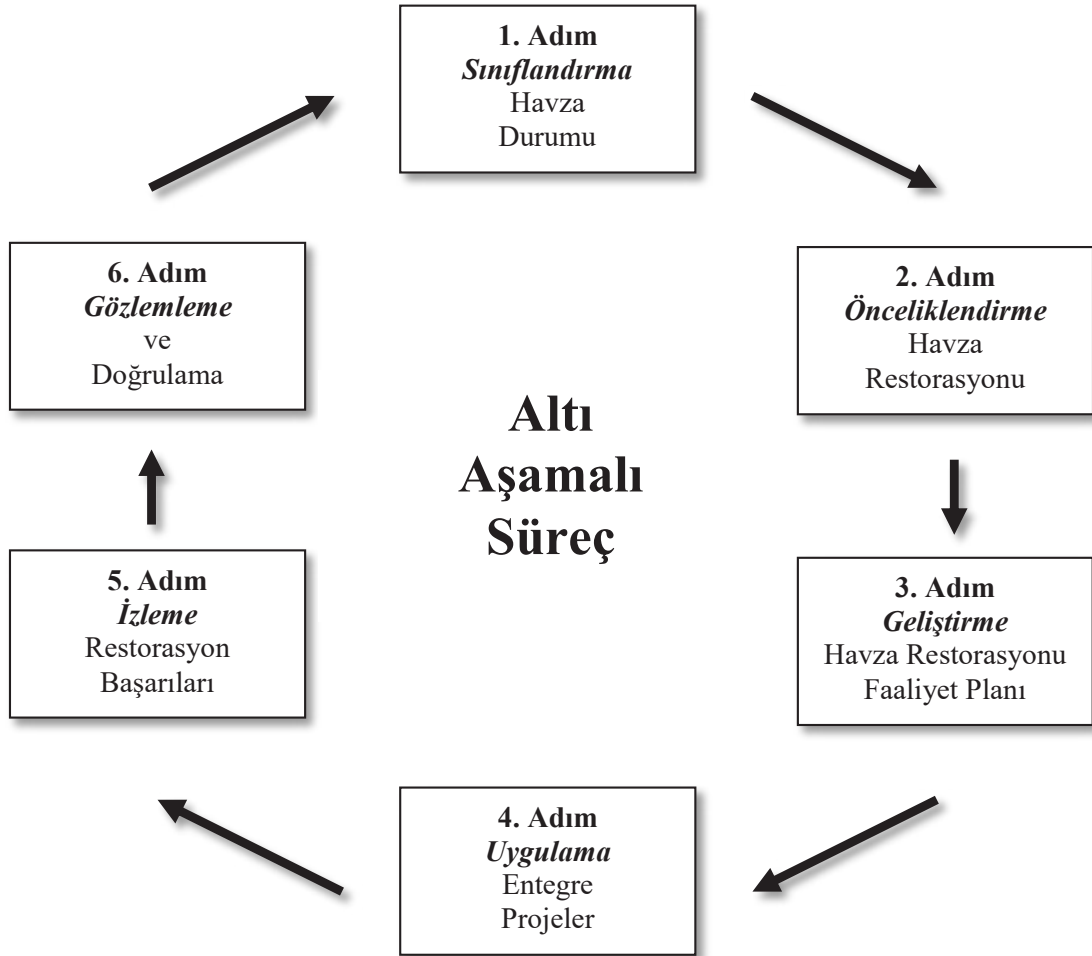 1. Adım
Sınıflandırma
Havza
Durumu
2. Adım
Önceliklendirme
Havza
Restorasyonu
3. Adım
Geliştirme
Havza Restorasyonu
Faaliyet Planı
4. Adım
Uygulama
Entegre
Projeler
5. Adım
İzleme
Restorasyon
Başarıları
6. Adım
Gözlemleme
ve
Doğrulama
Altı
Aşamalı
Süreç